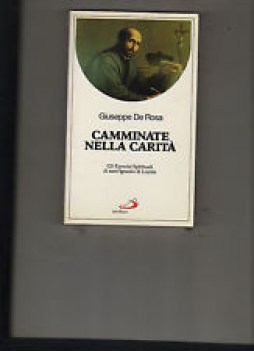 Giuseppe De Rosa
CAMMINATE
NELLA CARITÀ
Gli Esercizi Spirituali
di sant'Ignazio di Loyola